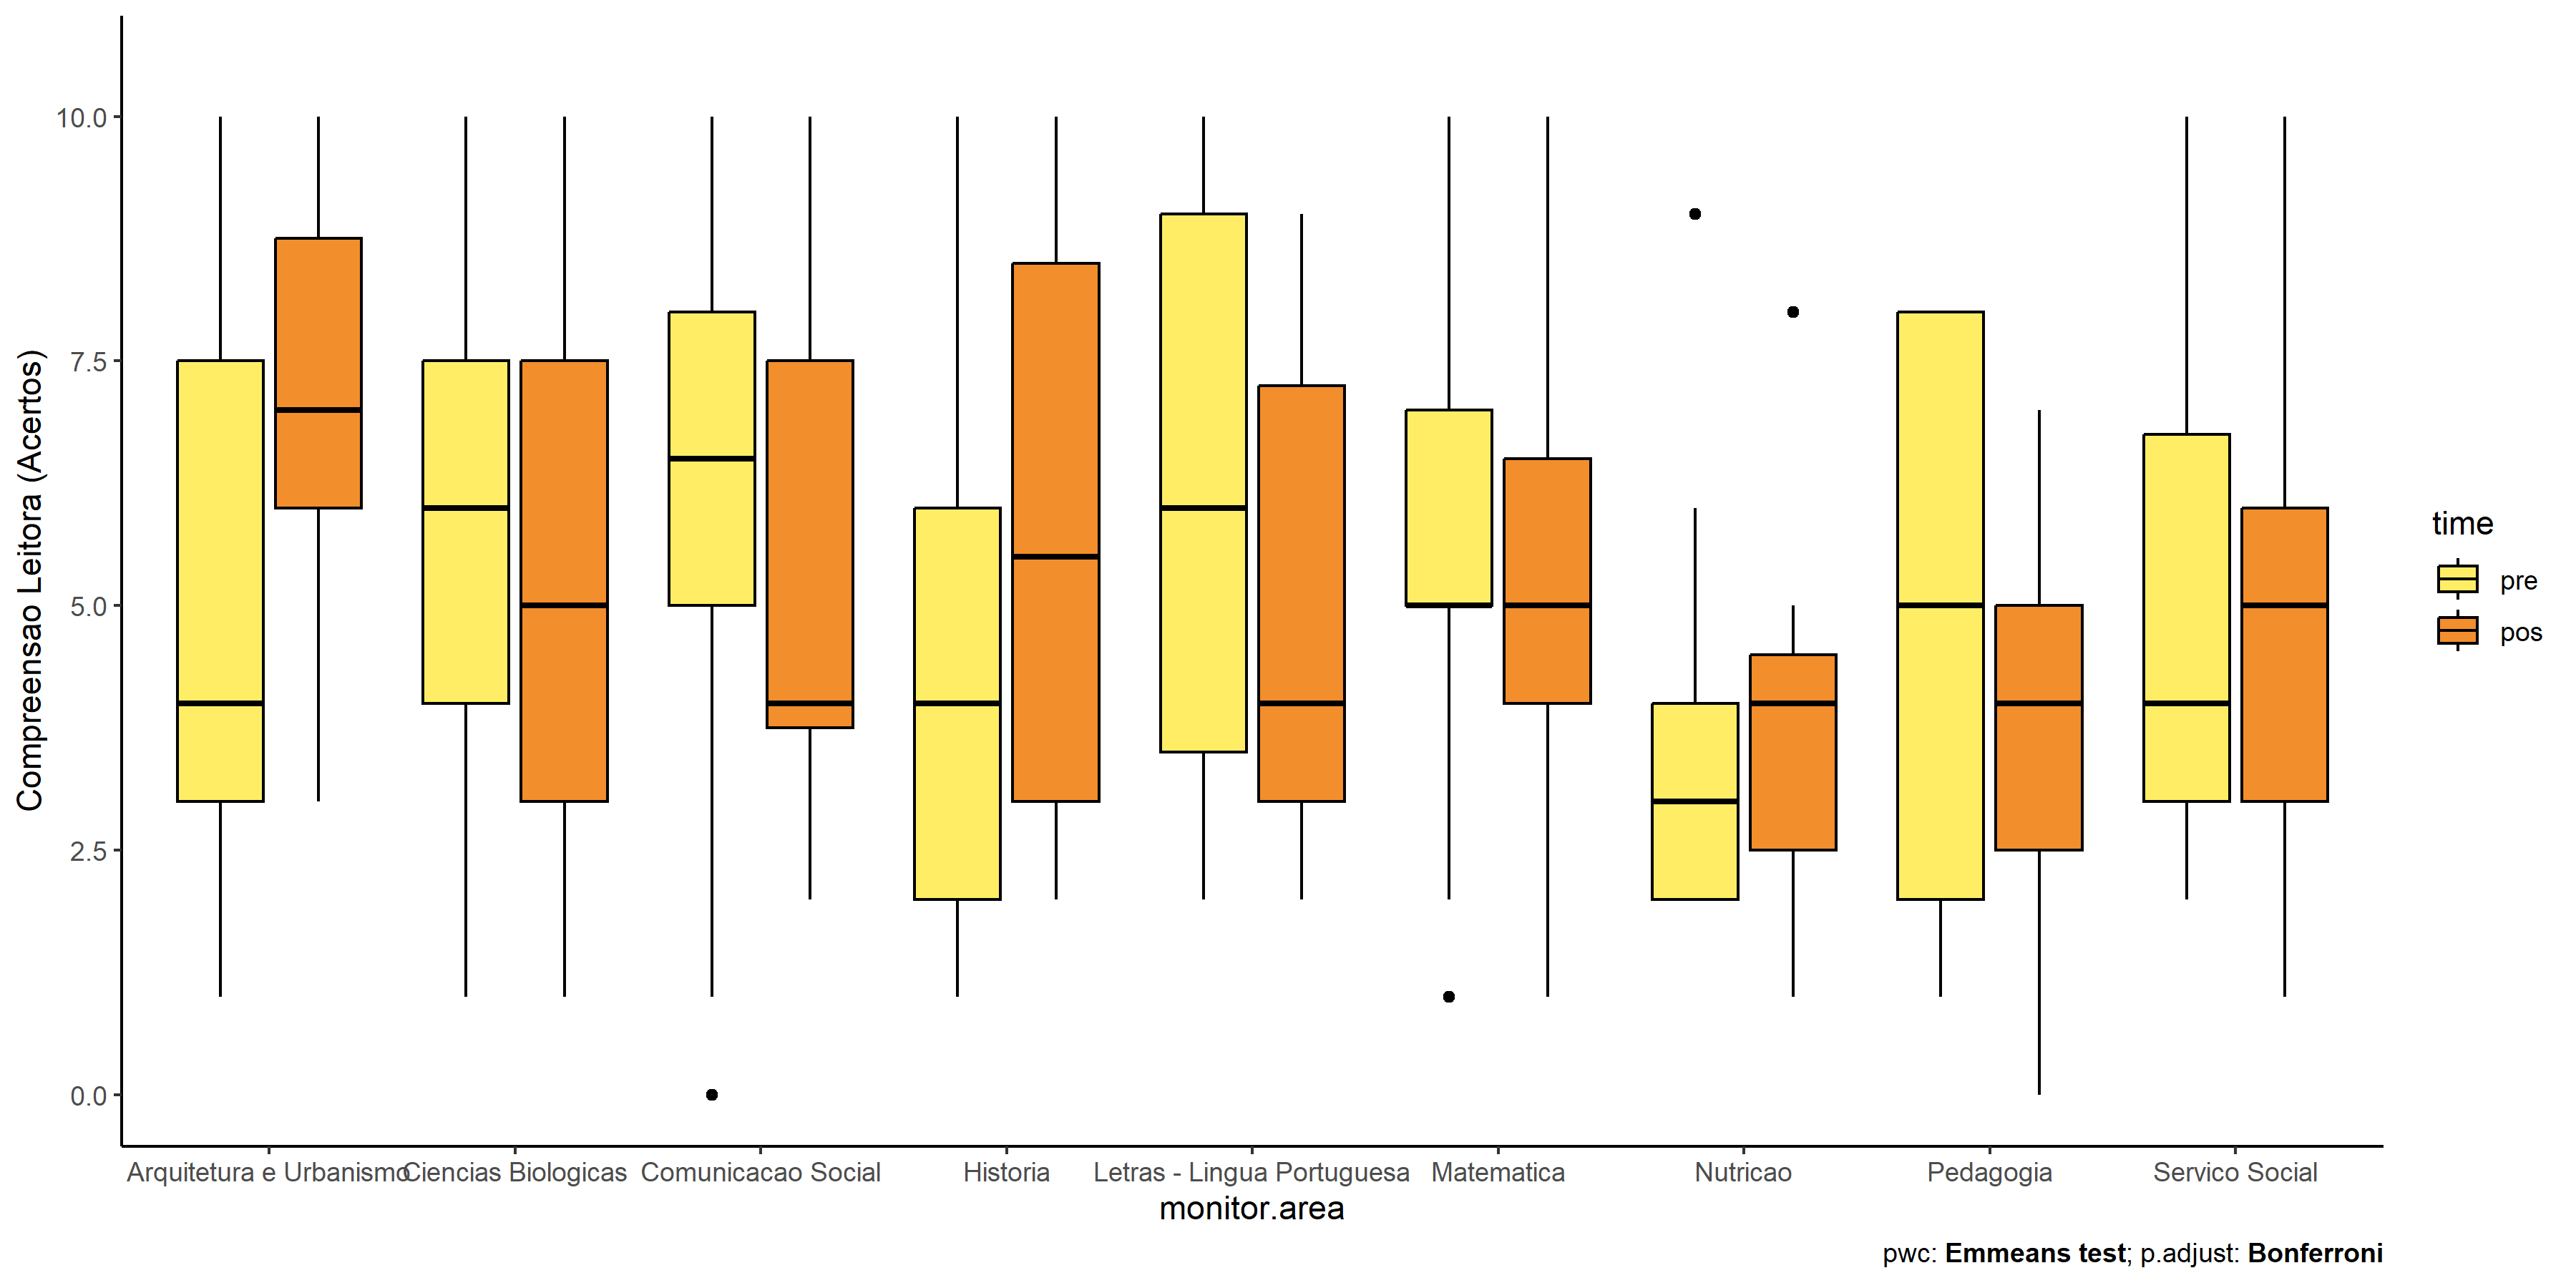 Compreensao Leitora (Acertos)
10.0
7.5
5.0
2.5
0.0
Arquitetura e Urbanismo
Ciencias Biologicas
Comunicacao Social
Historia
Letras - Lingua Portuguesa
Matematica
Nutricao
Pedagogia
Servico Social
monitor.area
time
pre
pos
pwc: Emmeans test; p.adjust: Bonferroni